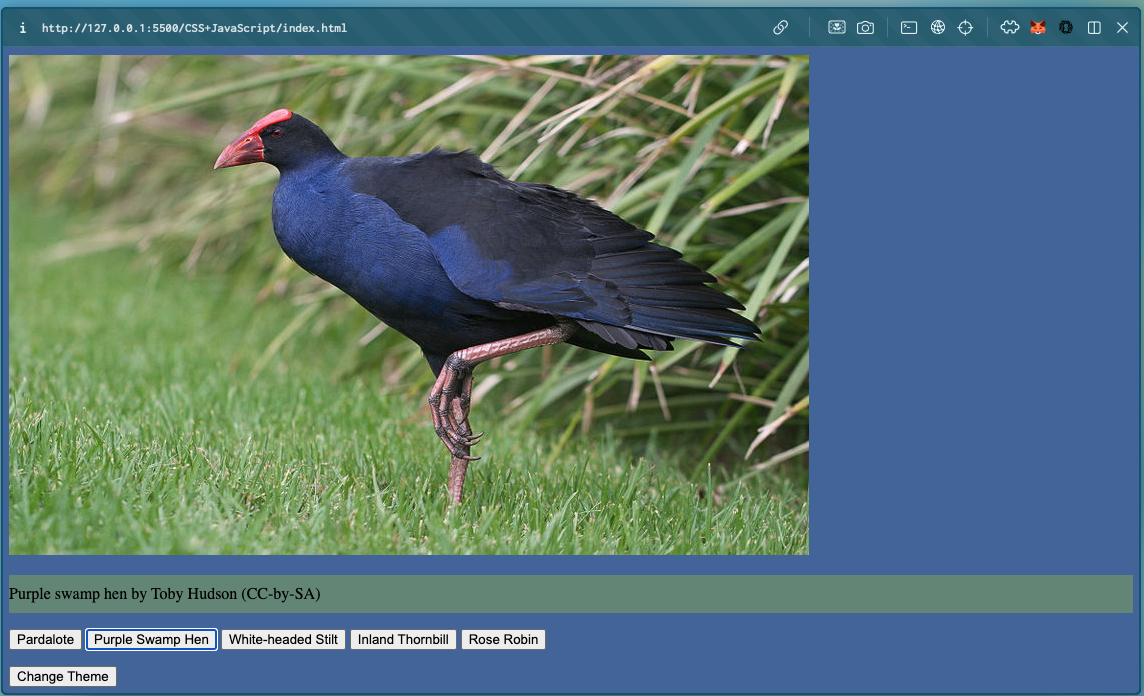 http://127.0.0.1:5500/CSS+JavaScript/index.html
Purple swamp hen by Toby Hudson (CC-by-SA)
Pardalote Purple Swamp Hen White-headed Stilt Inland Thornbill Rose Robin
Change Theme